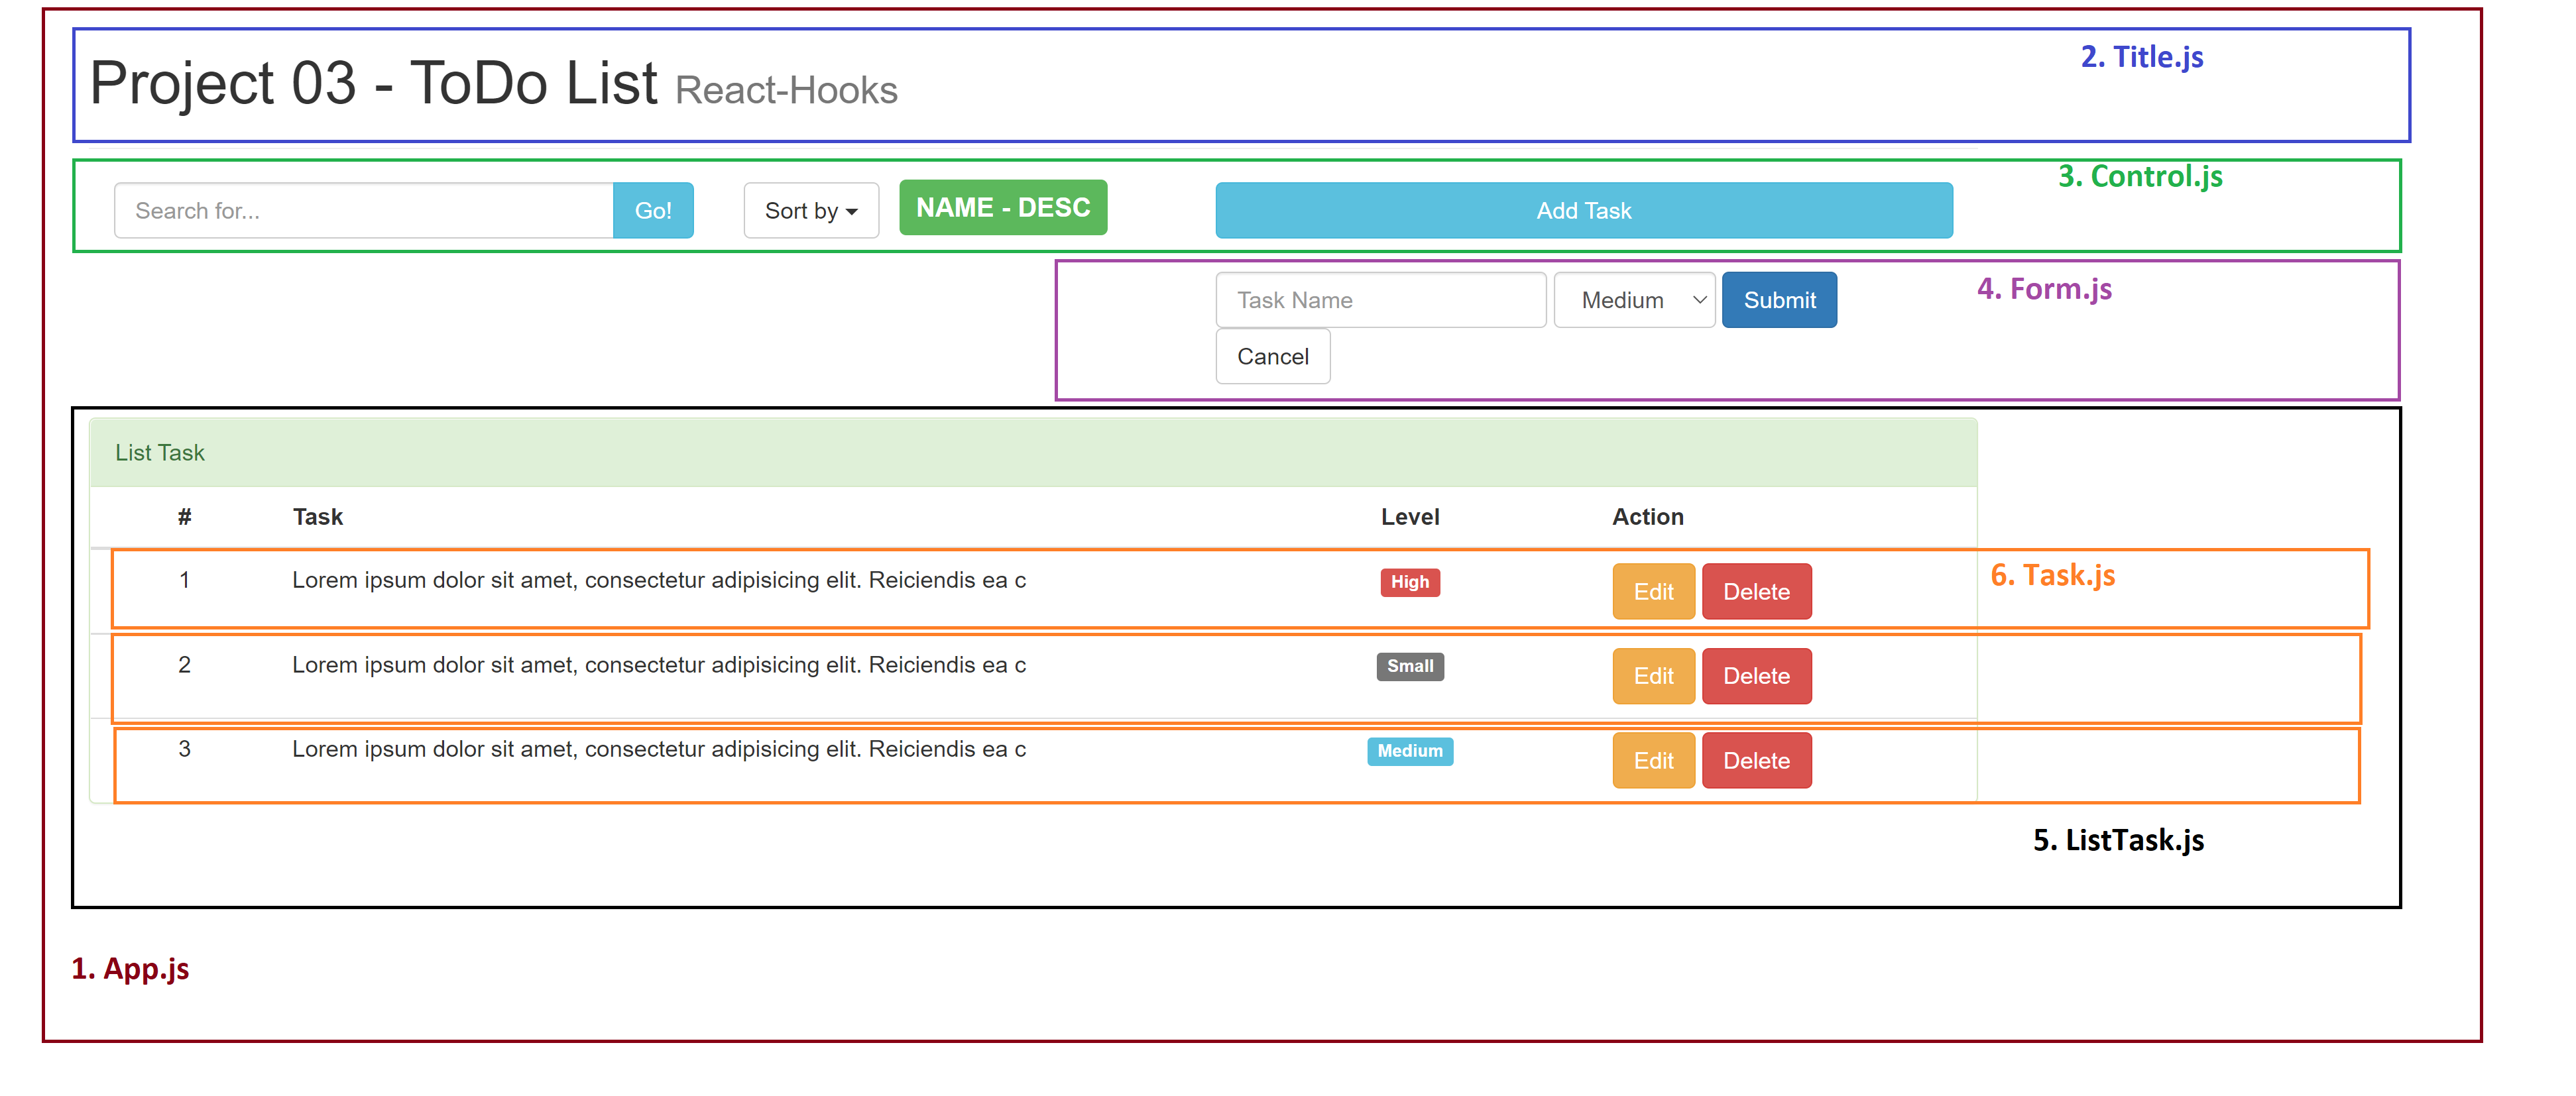 Project 03 - ToDo List React-Hooks
2. Title.js
3. Control.js
Search for... Go! Sort by NAME - DESC Add Task
4. Form.js
Task Name Medium Submit
Cancel
List Task
# Task Level Action
1 Lorem ipsum dolor sit amet, consectetur adipisicing elit. Reiciendis ea c High Edit Delete
6. Task.js
2 Lorem ipsum dolor sit amet, consectetur adipisicing elit. Reiciendis ea c Small Edit Delete
3 Lorem ipsum dolor sit amet, consectetur adipisicing elit. Reiciendis ea c Medium Edit Delete
5. ListTask.js
1. App.js